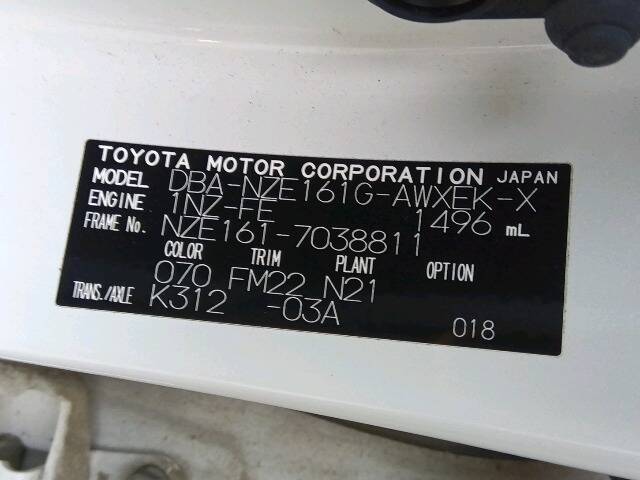 TOYOTA MOTOR CORPORATION JAPAN
MODEL DBA-NZE161G-AWXEK-X
ENGINE 1NZ-FE 1496 mL
FRAME No. NZE161-7038811
COLOR TRIM PLANT OPTION
070 FM22 N21
TRANS./AXLE K312 -03A
018